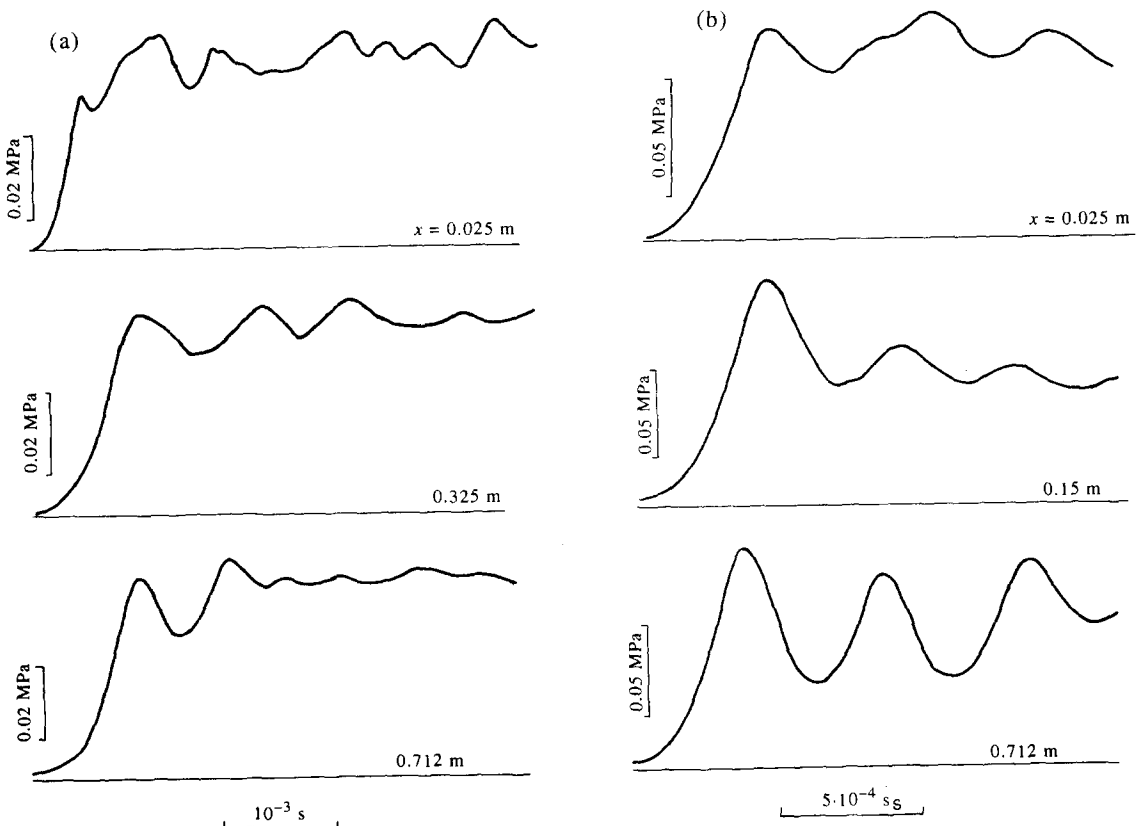 (a)
0.02 MPa
x = 0.025 m
0.02 MPa
0.325 m
0.02 MPa
0.712 m
10⁻³ s
(b)
0.05 MPa
x = 0.025 m
0.05 MPa
0.15 m
0.05 MPa
0.712 m
5·10⁻⁴ s s